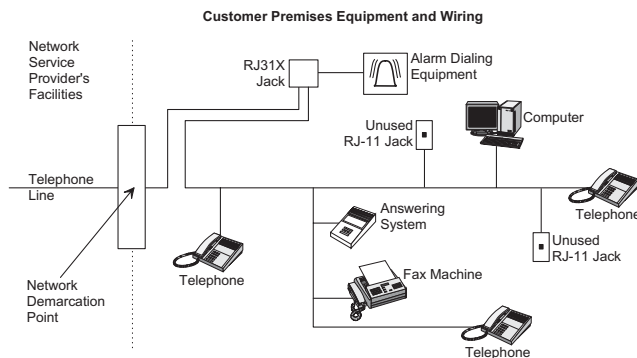 Customer Premises Equipment and Wiring
Network
Service
Provider's
Facilities
RJ31X
Jack
Alarm Dialing
Equipment
Unused
RJ-11 Jack
Computer
Telephone
Line
Telephone
Answering
System
Telephone
Unused
RJ-11 Jack
Fax Machine
Network
Demarcation
Point
Telephone